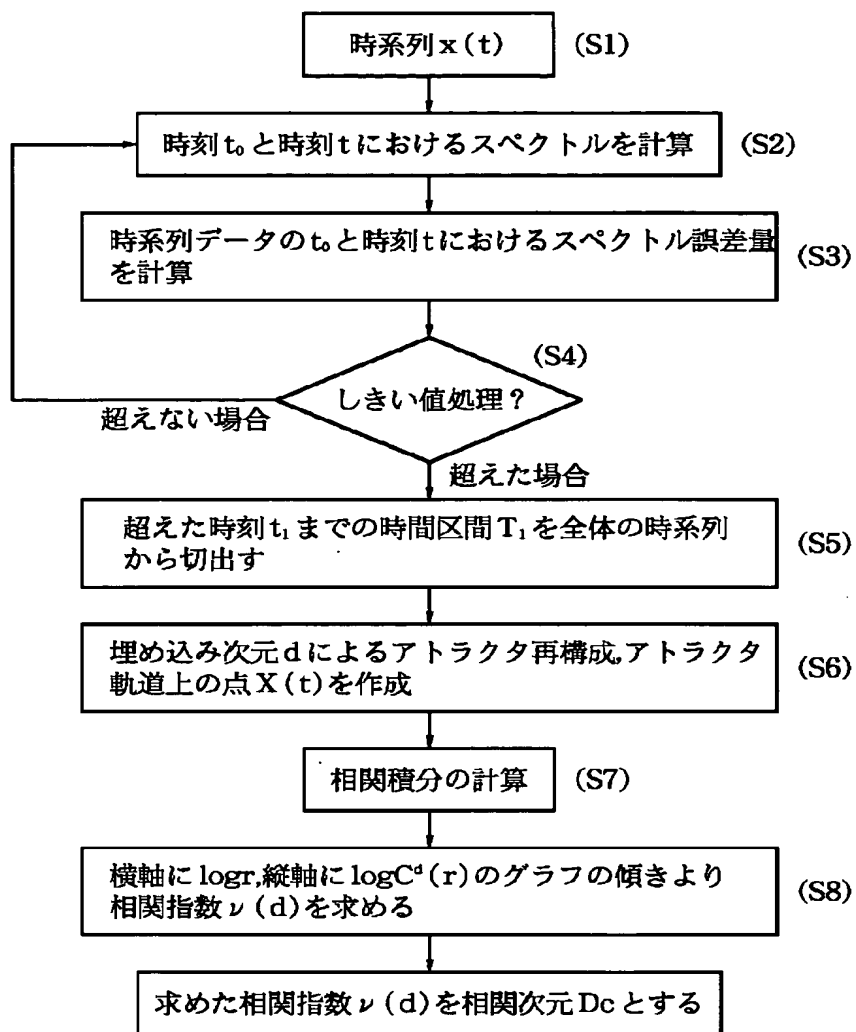 時系列x(t) (S1)
時刻t₀と時刻tにおけるスペクトルを計算 (S2)
時系列データのt₀と時刻tにおけるスペクトル誤差量
を計算
(S3)
(S4)
しきい値処理?
超えない場合
超えた場合
超えた時刻t₁までの時間区間T₁を全体の時系列
から切出す
(S5)
埋め込み次元dによるアトラクタ再構成,アトラクタ
軌道上の点X(t)を作成
(S6)
相関積分の計算 (S7)
横軸にlogr,縦軸にlogCᵈ(r)のグラフの傾きより
相関指数ν(d)を求める
(S8)
求めた相関指数ν(d)を相関次元Dcとする